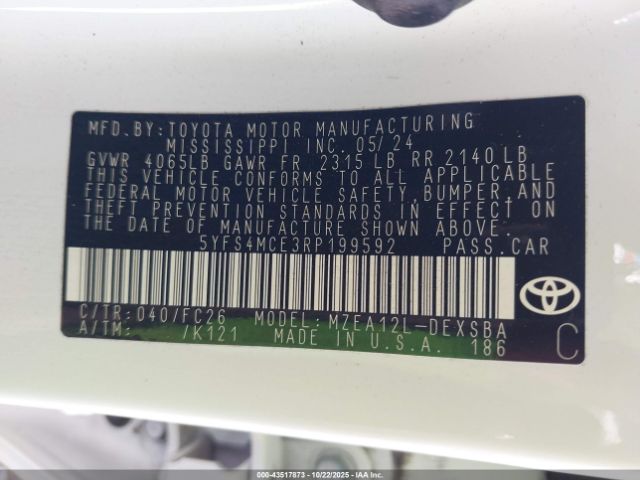 MFD.BY:TOYOTA MOTOR MANUFACTURING
MISSISSIPPI INC. 05/24
GVWR 4065LB GAWR FR 2315 LB RR 2140 LB
THIS VEHICLE CONFORMS TO ALL APPLICABLE
FEDERAL MOTOR VEHICLE SAFETY,BUMPER,AND
THEFT PREVENTION STANDARDS IN EFFECT ON
THE DATE OF MANUFACTURE SHOWN ABOVE.
5YFS4MCE3RP199592 PASS.CAR
C/TR:040/FC26 MODEL:MZEA12L-DEXSBA
A/TM: /K121 MADE IN U.S.A. 186 C
000-43517873 - 10/22/2025 - IAA Inc.